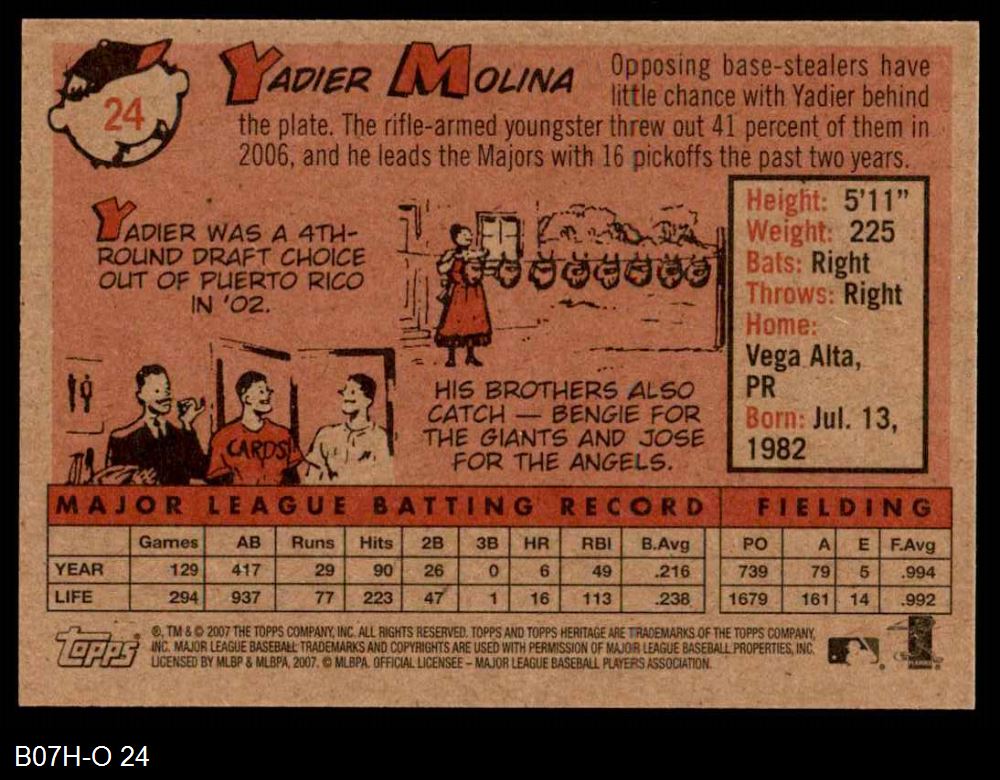 24
YADIER MOLINA
Opposing base-stealers have
little chance with Yadier behind
the plate. The rifle-armed youngster threw out 41 percent of them in
2006, and he leads the Majors with 16 pickoffs the past two years.
YADIER WAS A 4TH-
ROUND DRAFT CHOICE
OUT OF PUERTO RICO
IN '02.
CARDS
HIS BROTHERS ALSO
CATCH — BENGIE FOR
THE GIANTS AND JOSE
FOR THE ANGELS.
Height: 5'11"
Weight: 225
Bats: Right
Throws: Right
Home:
Vega Alta,
PR
Born: Jul. 13,
1982
MAJOR LEAGUE BATTING RECORD FIELDING
Games AB Runs Hits 2B 3B HR RBI B.Avg PO A E F.Avg
YEAR 129 417 29 90 26 0 6 49 .216 739 79 5 .994
LIFE 294 937 77 223 47 1 16 113 .238 1679 161 14 .992
Topps
®, TM & © 2007 THE TOPPS COMPANY, INC. ALL RIGHTS RESERVED. TOPPS AND TOPPS HERITAGE ARE TRADEMARKS OF THE TOPPS COMPANY,
INC. MAJOR LEAGUE BASEBALL TRADEMARKS AND COPYRIGHTS ARE USED WITH PERMISSION OF MAJOR LEAGUE BASEBALL PROPERTIES, INC.
LICENSED BY MLBP & MLBPA, 2007. © MLBPA. OFFICIAL LICENSEE – MAJOR LEAGUE BASEBALL PLAYERS ASSOCIATION.
B07H-O 24